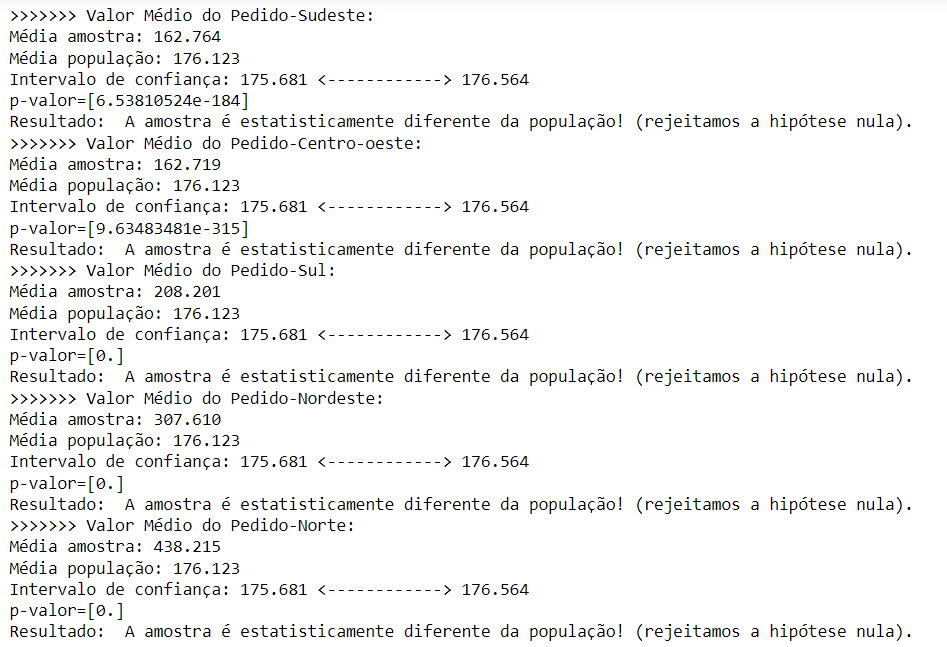 >>>>>>> Valor Médio do Pedido-Sudeste:
Média amostra: 162.764
Média população: 176.123
Intervalo de confiança: 175.681 <------------> 176.564
p-valor=[6.53810524e-184]
Resultado:  A amostra é estatisticamente diferente da população! (rejeitamos a hipótese nula).
>>>>>>> Valor Médio do Pedido-Centro-oeste:
Média amostra: 162.719
Média população: 176.123
Intervalo de confiança: 175.681 <------------> 176.564
p-valor=[9.63483481e-315]
Resultado:  A amostra é estatisticamente diferente da população! (rejeitamos a hipótese nula).
>>>>>>> Valor Médio do Pedido-Sul:
Média amostra: 208.201
Média população: 176.123
Intervalo de confiança: 175.681 <------------> 176.564
p-valor=[0.]
Resultado:  A amostra é estatisticamente diferente da população! (rejeitamos a hipótese nula).
>>>>>>> Valor Médio do Pedido-Nordeste:
Média amostra: 307.610
Média população: 176.123
Intervalo de confiança: 175.681 <------------> 176.564
p-valor=[0.]
Resultado:  A amostra é estatisticamente diferente da população! (rejeitamos a hipótese nula).
>>>>>>> Valor Médio do Pedido-Norte:
Média amostra: 438.215
Média população: 176.123
Intervalo de confiança: 175.681 <------------> 176.564
p-valor=[0.]
Resultado:  A amostra é estatisticamente diferente da população! (rejeitamos a hipótese nula).